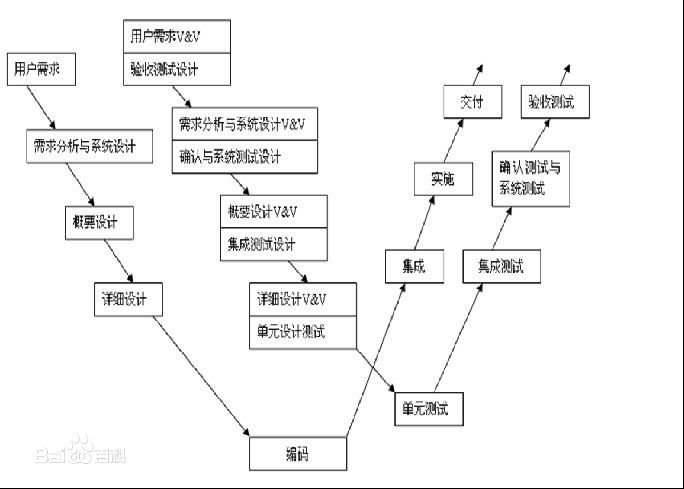 用户需求V&V
验收测试设计
用户需求
交付
验收测试
需求分析与系统设计V&V
确认与系统测试设计
需求分析与系统设计
实施
确认测试与
系统测试
概要设计V&V
集成测试设计
概要设计
集成
集成测试
详细设计V&V
单元设计测试
详细设计
单元测试
编码
Baidu百科